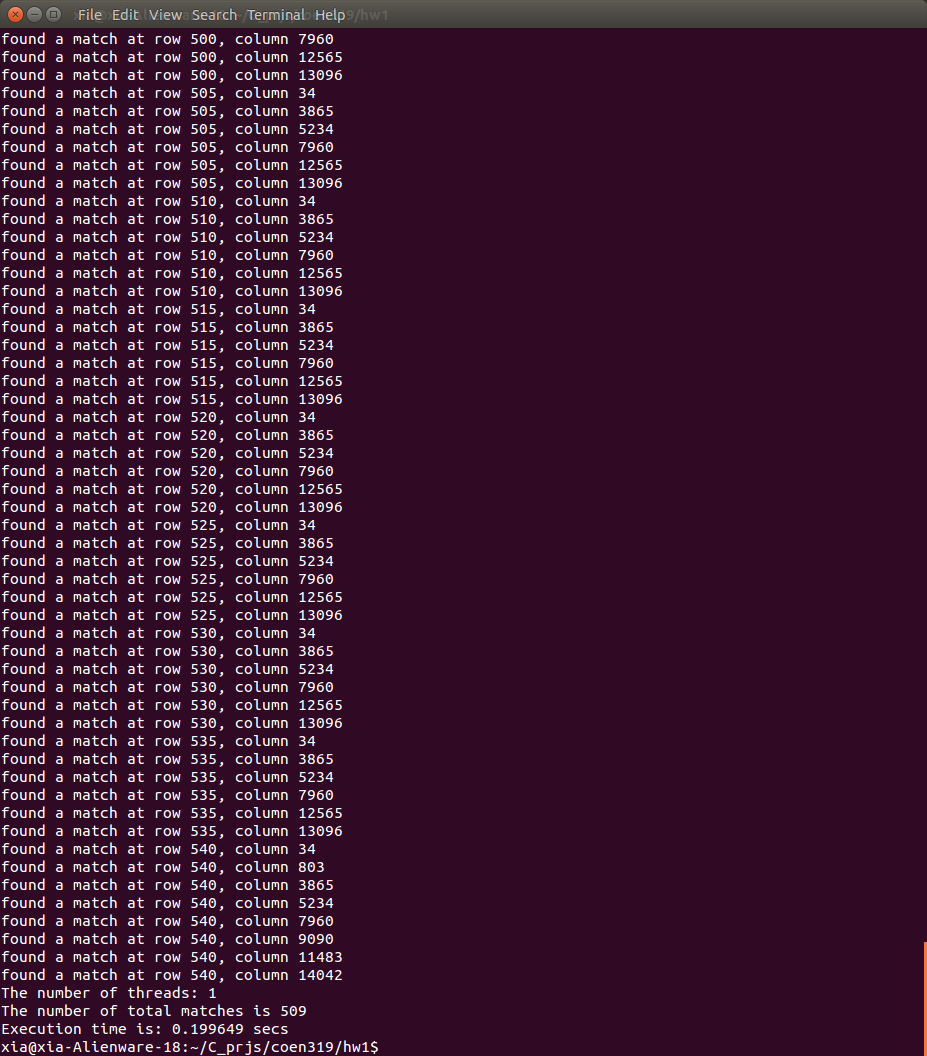 File Edit View Search Terminal Help
found a match at row 500, column 7960
found a match at row 500, column 12565
found a match at row 500, column 13096
found a match at row 505, column 34
found a match at row 505, column 3865
found a match at row 505, column 5234
found a match at row 505, column 7960
found a match at row 505, column 12565
found a match at row 505, column 13096
found a match at row 510, column 34
found a match at row 510, column 3865
found a match at row 510, column 5234
found a match at row 510, column 7960
found a match at row 510, column 12565
found a match at row 510, column 13096
found a match at row 515, column 34
found a match at row 515, column 3865
found a match at row 515, column 5234
found a match at row 515, column 7960
found a match at row 515, column 12565
found a match at row 515, column 13096
found a match at row 520, column 34
found a match at row 520, column 3865
found a match at row 520, column 5234
found a match at row 520, column 7960
found a match at row 520, column 12565
found a match at row 520, column 13096
found a match at row 525, column 34
found a match at row 525, column 3865
found a match at row 525, column 5234
found a match at row 525, column 7960
found a match at row 525, column 12565
found a match at row 525, column 13096
found a match at row 530, column 34
found a match at row 530, column 3865
found a match at row 530, column 5234
found a match at row 530, column 7960
found a match at row 530, column 12565
found a match at row 530, column 13096
found a match at row 535, column 34
found a match at row 535, column 3865
found a match at row 535, column 5234
found a match at row 535, column 7960
found a match at row 535, column 12565
found a match at row 535, column 13096
found a match at row 540, column 34
found a match at row 540, column 803
found a match at row 540, column 3865
found a match at row 540, column 5234
found a match at row 540, column 7960
found a match at row 540, column 9090
found a match at row 540, column 11483
found a match at row 540, column 14042
The number of threads: 1
The number of total matches is 509
Execution time is: 0.199649 secs
xia@xia-Alienware-18:~/C_prjs/coen319/hw1$